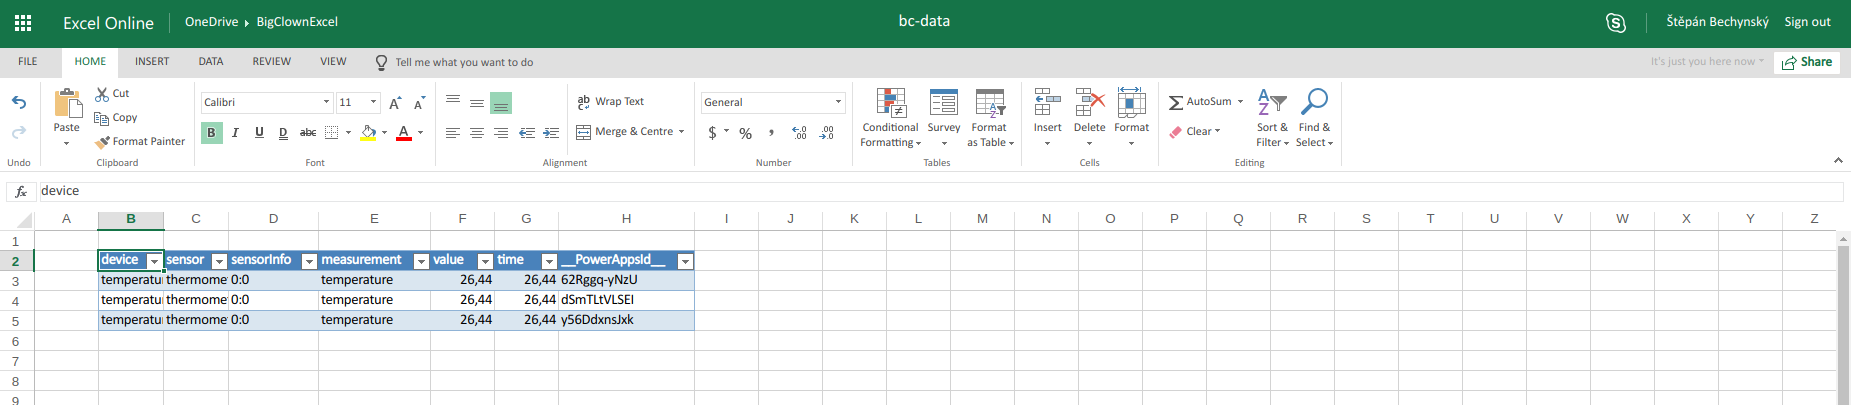 Excel Online OneDrive ▸ BigClownExcel bc-data Štěpán Bechynský Sign out
FILE HOME INSERT DATA REVIEW VIEW Tell me what you want to do It's just you here now Share
Cut
Copy
Format Painter
Paste
Calibri 11
B I U D abc A
Wrap Text
Merge & Centre
General
$ % , ←.0 .00 .00 →.0
Conditional Formatting Survey Format as Table
Insert Delete Format
AutoSum
Clear
Sort & Filter Find & Select
Undo Clipboard Font Alignment Number Tables Cells Editing
fx device
A B C D E F G H I J K L M N O P Q R S T U V W X Y Z
1
2 device sensor sensorInfo measurement value time __PowerAppsId__
3 temperatu thermome 0:0 temperature 26,44 26,44 62Rggq-yNzU
4 temperatu thermome 0:0 temperature 26,44 26,44 dSmTLtVLSEI
5 temperatu thermome 0:0 temperature 26,44 26,44 y56DdxnsJxk
6
7
8
9